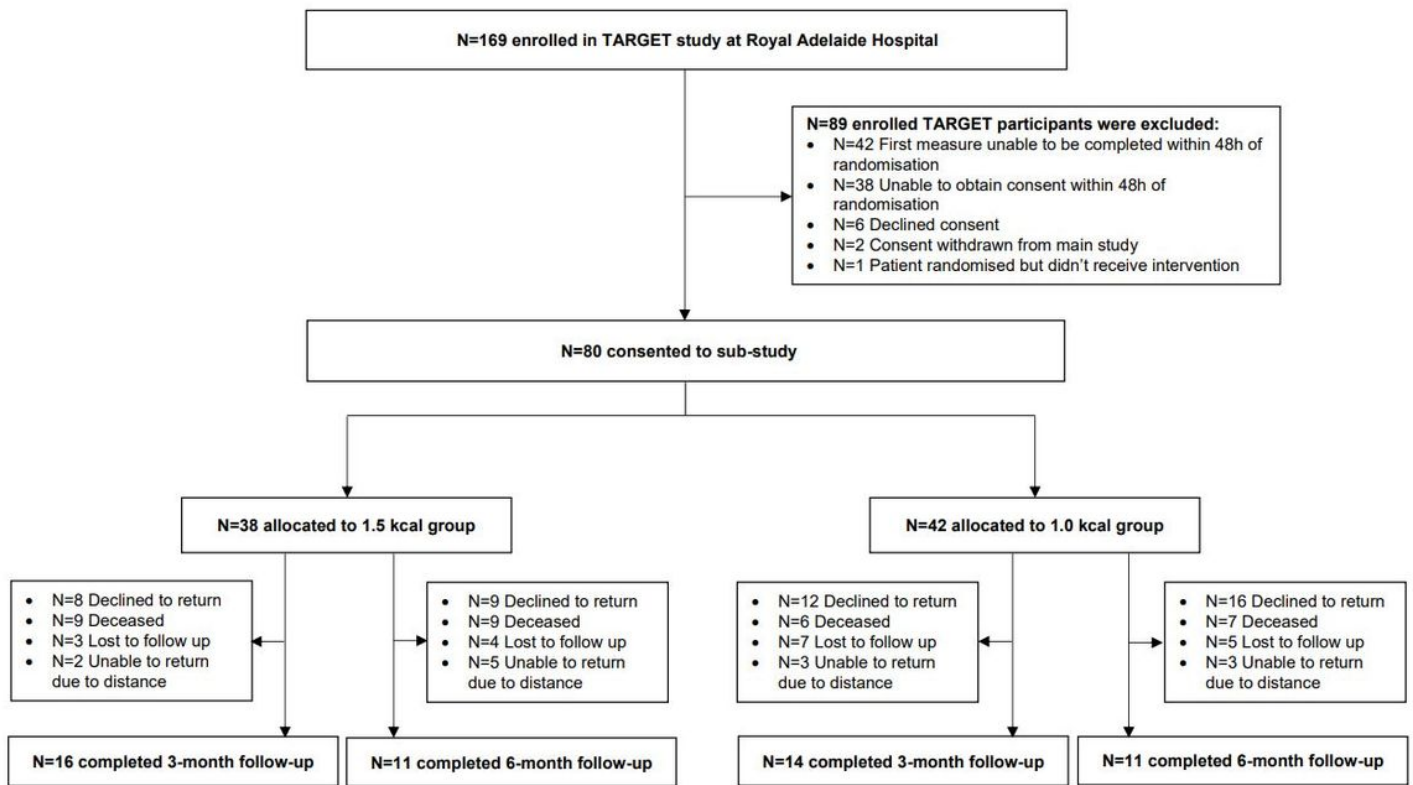 N=169 enrolled in TARGET study at Royal Adelaide Hospital
N=89 enrolled TARGET participants were excluded:
• N=42 First measure unable to be completed within 48h of
randomisation
• N=38 Unable to obtain consent within 48h of
randomisation
• N=6 Declined consent
• N=2 Consent withdrawn from main study
• N=1 Patient randomised but didn't receive intervention
N=80 consented to sub-study
N=38 allocated to 1.5 kcal group
N=42 allocated to 1.0 kcal group
• N=8 Declined to return
• N=9 Deceased
• N=3 Lost to follow up
• N=2 Unable to return
due to distance
• N=9 Declined to return
• N=9 Deceased
• N=4 Lost to follow up
• N=5 Unable to return
due to distance
• N=12 Declined to return
• N=6 Deceased
• N=7 Lost to follow up
• N=3 Unable to return
due to distance
• N=16 Declined to return
• N=7 Deceased
• N=5 Lost to follow up
• N=3 Unable to return
due to distance
N=16 completed 3-month follow-up
N=11 completed 6-month follow-up
N=14 completed 3-month follow-up
N=11 completed 6-month follow-up